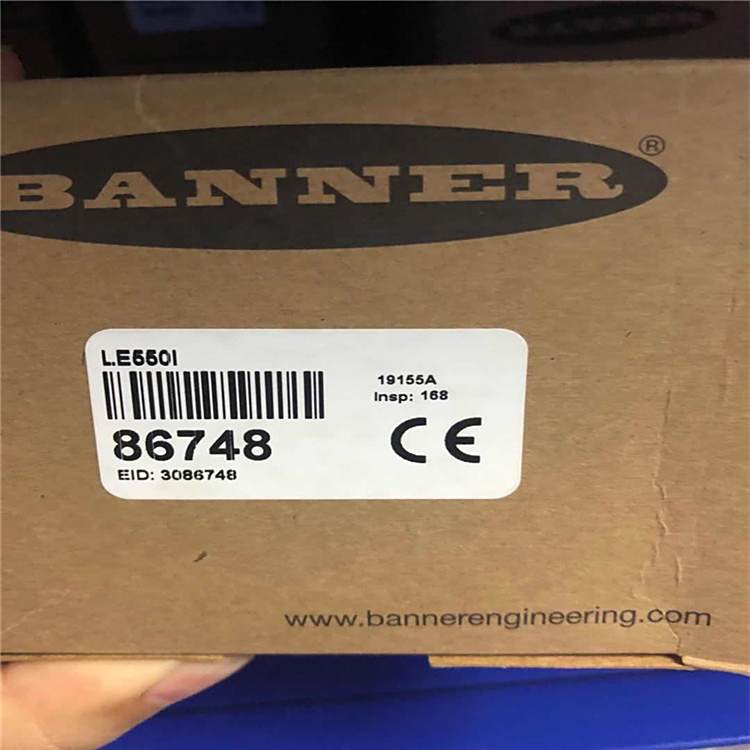 BANNER®
LE550I
19155A
Insp: 168
86748
CE
EID: 3086748
www.bannerengineering.com